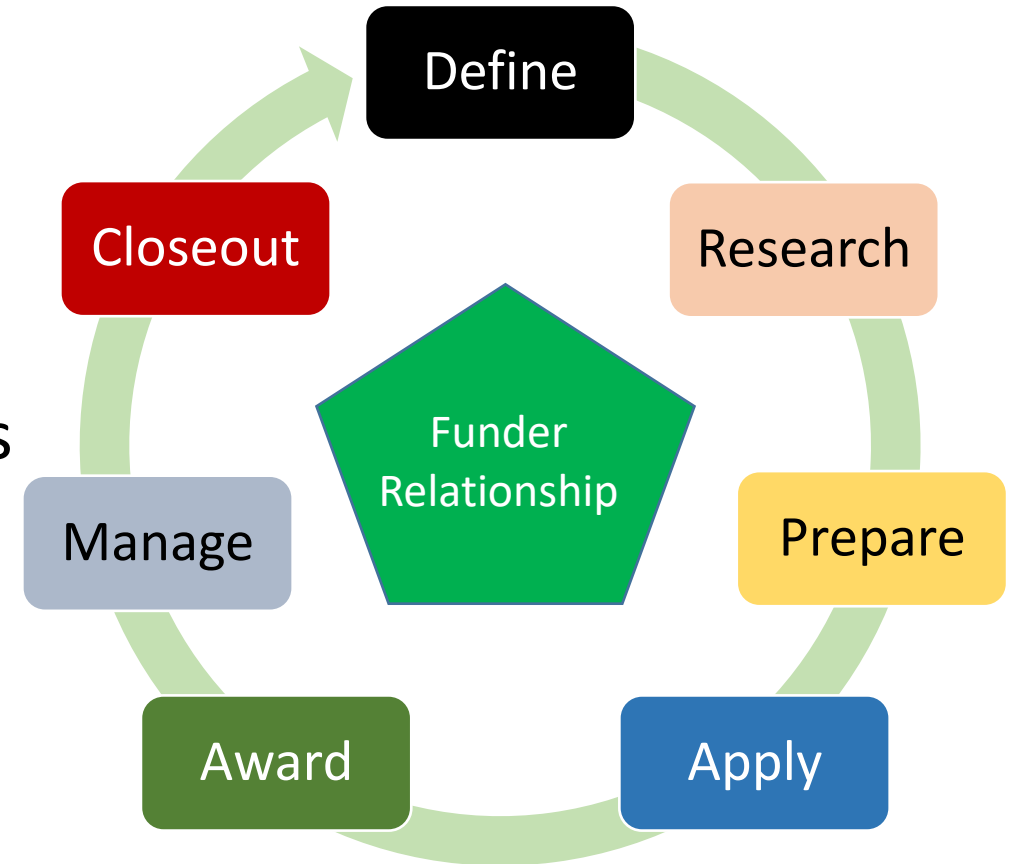 Define
Research
Prepare
Apply
Award
Manage
Closeout
Funder
Relationship
s